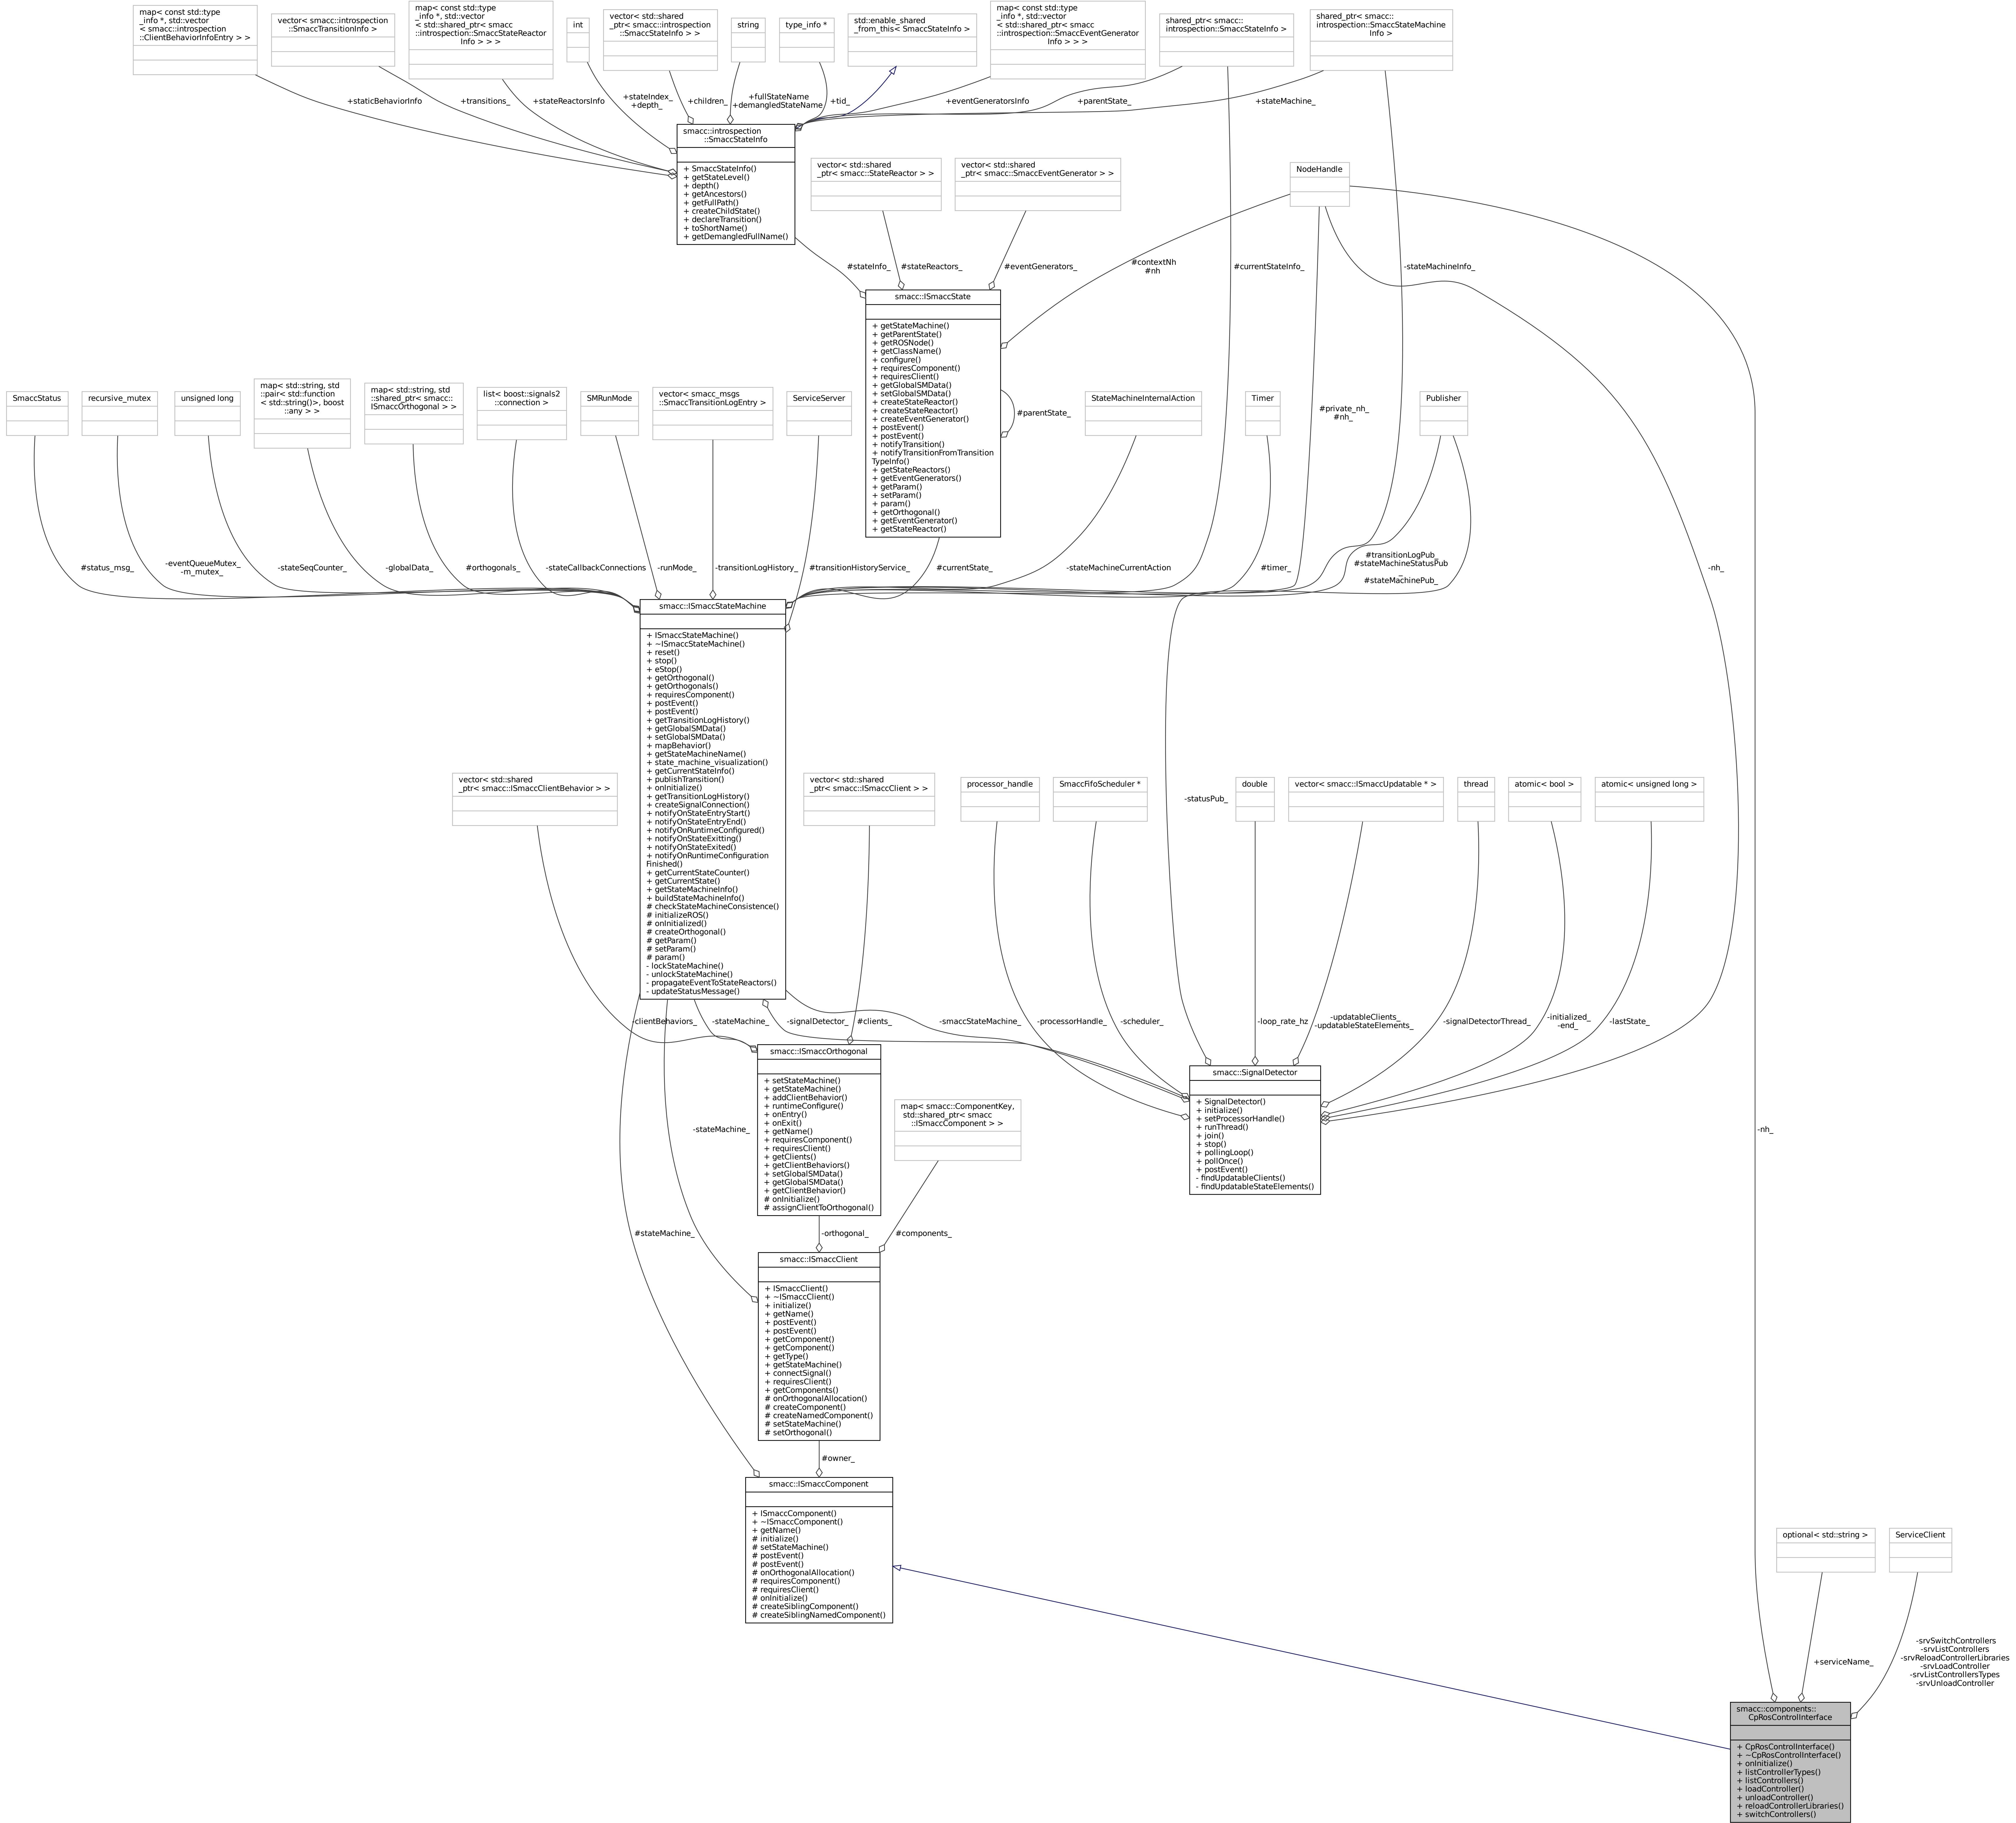 map< const std::type
_info *, std::vector
< smacc::introspection
::ClientBehaviorInfoEntry > >
vector< smacc::introspection
::SmaccTransitionInfo >
map< const std::type
_info *, std::vector
< std::shared_ptr< smacc
::introspection::SmaccStateReactor
Info > > >
int
vector< std::shared
_ptr< smacc::introspection
::SmaccStateInfo > >
string
type_info *
std::enable_shared
_from_this< SmaccStateInfo >
map< const std::type
_info *, std::vector
< std::shared_ptr< smacc
::introspection::SmaccEventGenerator
Info > > >
shared_ptr< smacc::
introspection::SmaccStateInfo >
shared_ptr< smacc::
introspection::SmaccStateMachine
Info >
+staticBehaviorInfo
+transitions_
+stateReactorsInfo
+stateIndex_
+depth_
+children_
+fullStateName
+demangledStateName
+tid_
+eventGeneratorsInfo
+parentState_
+stateMachine_
smacc::introspection
::SmaccStateInfo
+ SmaccStateInfo()
+ getStateLevel()
+ depth()
+ getAncestors()
+ getFullPath()
+ createChildState()
+ declareTransition()
+ toShortName()
+ getDemangledFullName()
vector< std::shared
_ptr< smacc::StateReactor > >
vector< std::shared
_ptr< smacc::SmaccEventGenerator > >
NodeHandle
#stateInfo_
#stateReactors_
#eventGenerators_
#contextNh
#nh
#currentStateInfo_
-stateMachineInfo_
smacc::ISmaccState
+ getStateMachine()
+ getParentState()
+ getROSNode()
+ getClassName()
+ configure()
+ requiresComponent()
+ requiresClient()
+ getGlobalSMData()
+ setGlobalSMData()
+ createStateReactor()
+ createStateReactor()
+ createEventGenerator()
+ postEvent()
+ postEvent()
+ notifyTransition()
+ notifyTransitionFromTransition
TypeInfo()
+ getStateReactors()
+ getEventGenerators()
+ getParam()
+ setParam()
+ param()
+ getOrthogonal()
+ getEventGenerator()
+ getStateReactor()
#parentState_
SmaccStatus
recursive_mutex
unsigned long
map< std::string, std
::pair< std::function
< std::string()>, boost
::any > >
map< std::string, std
::shared_ptr< smacc::
ISmaccOrthogonal > >
list< boost::signals2
::connection >
SMRunMode
vector< smacc_msgs
::SmaccTransitionLogEntry >
ServiceServer
StateMachineInternalAction
Timer
#private_nh_
#nh_
Publisher
#status_msg_
-eventQueueMutex_
-m_mutex_
-stateSeqCounter_
-globalData_
#orthogonals_
-stateCallbackConnections
-runMode_
-transitionLogHistory_
#transitionHistoryService_
#currentState_
-stateMachineCurrentAction
#timer_
#transitionLogPub_
#stateMachineStatusPub
_
#stateMachinePub_
-nh_
smacc::ISmaccStateMachine
+ ISmaccStateMachine()
+ ~ISmaccStateMachine()
+ reset()
+ stop()
+ eStop()
+ getOrthogonal()
+ getOrthogonals()
+ requiresComponent()
+ postEvent()
+ postEvent()
+ getTransitionLogHistory()
+ getGlobalSMData()
+ setGlobalSMData()
+ mapBehavior()
+ getStateMachineName()
+ state_machine_visualization()
+ getCurrentStateInfo()
+ publishTransition()
+ onInitialize()
+ getTransitionLogHistory()
+ createSignalConnection()
+ notifyOnStateEntryStart()
+ notifyOnStateEntryEnd()
+ notifyOnRuntimeConfigured()
+ notifyOnStateExitting()
+ notifyOnStateExited()
+ notifyOnRuntimeConfiguration
Finished()
+ getCurrentStateCounter()
+ getCurrentState()
+ getStateMachineInfo()
+ buildStateMachineInfo()
# checkStateMachineConsistence()
# initializeROS()
# onInitialized()
# createOrthogonal()
# getParam()
# setParam()
# param()
- lockStateMachine()
- unlockStateMachine()
- propagateEventToStateReactors()
- updateStatusMessage()
vector< std::shared
_ptr< smacc::ISmaccClientBehavior > >
vector< std::shared
_ptr< smacc::ISmaccClient > >
processor_handle
SmaccFifoScheduler *
-statusPub_
double
vector< smacc::ISmaccUpdatable * >
thread
atomic< bool >
atomic< unsigned long >
-clientBehaviors_
-stateMachine_
-signalDetector_
#clients_
-smaccStateMachine_
-processorHandle_
-scheduler_
-loop_rate_hz
-updatableClients_
-updatableStateElements_
-signalDetectorThread_
-initialized_
-end_
-lastState_
smacc::ISmaccOrthogonal
+ setStateMachine()
+ getStateMachine()
+ addClientBehavior()
+ runtimeConfigure()
+ onEntry()
+ onExit()
+ getName()
+ requiresComponent()
+ requiresClient()
+ getClients()
+ getClientBehaviors()
+ setGlobalSMData()
+ getGlobalSMData()
+ getClientBehavior()
# onInitialize()
# assignClientToOrthogonal()
smacc::SignalDetector
+ SignalDetector()
+ initialize()
+ setProcessorHandle()
+ runThread()
+ join()
+ stop()
+ pollingLoop()
+ pollOnce()
+ postEvent()
- findUpdatableClients()
- findUpdatableStateElements()
map< smacc::ComponentKey,
std::shared_ptr< smacc
::ISmaccComponent > >
-stateMachine_
-nh_
#stateMachine_
-orthogonal_
#components_
smacc::ISmaccClient
+ ISmaccClient()
+ ~ISmaccClient()
+ initialize()
+ getName()
+ postEvent()
+ postEvent()
+ getComponent()
+ getComponent()
+ getType()
+ getStateMachine()
+ connectSignal()
+ requiresClient()
+ getComponents()
# onOrthogonalAllocation()
# createComponent()
# createNamedComponent()
# setStateMachine()
# setOrthogonal()
#owner_
smacc::ISmaccComponent
+ ISmaccComponent()
+ ~ISmaccComponent()
+ getName()
# initialize()
# setStateMachine()
# postEvent()
# postEvent()
# onOrthogonalAllocation()
# requiresComponent()
# requiresClient()
# onInitialize()
# createSiblingComponent()
# createSiblingNamedComponent()
optional< std::string >
ServiceClient
+serviceName_
-srvSwitchControllers
-srvListControllers
-srvReloadControllerLibraries
-srvLoadController
-srvListControllersTypes
-srvUnloadController
smacc::components::
CpRosControlInterface
+ CpRosControlInterface()
+ ~CpRosControlInterface()
+ onInitialize()
+ listControllerTypes()
+ listControllers()
+ loadController()
+ unloadController()
+ reloadControllerLibraries()
+ switchControllers()